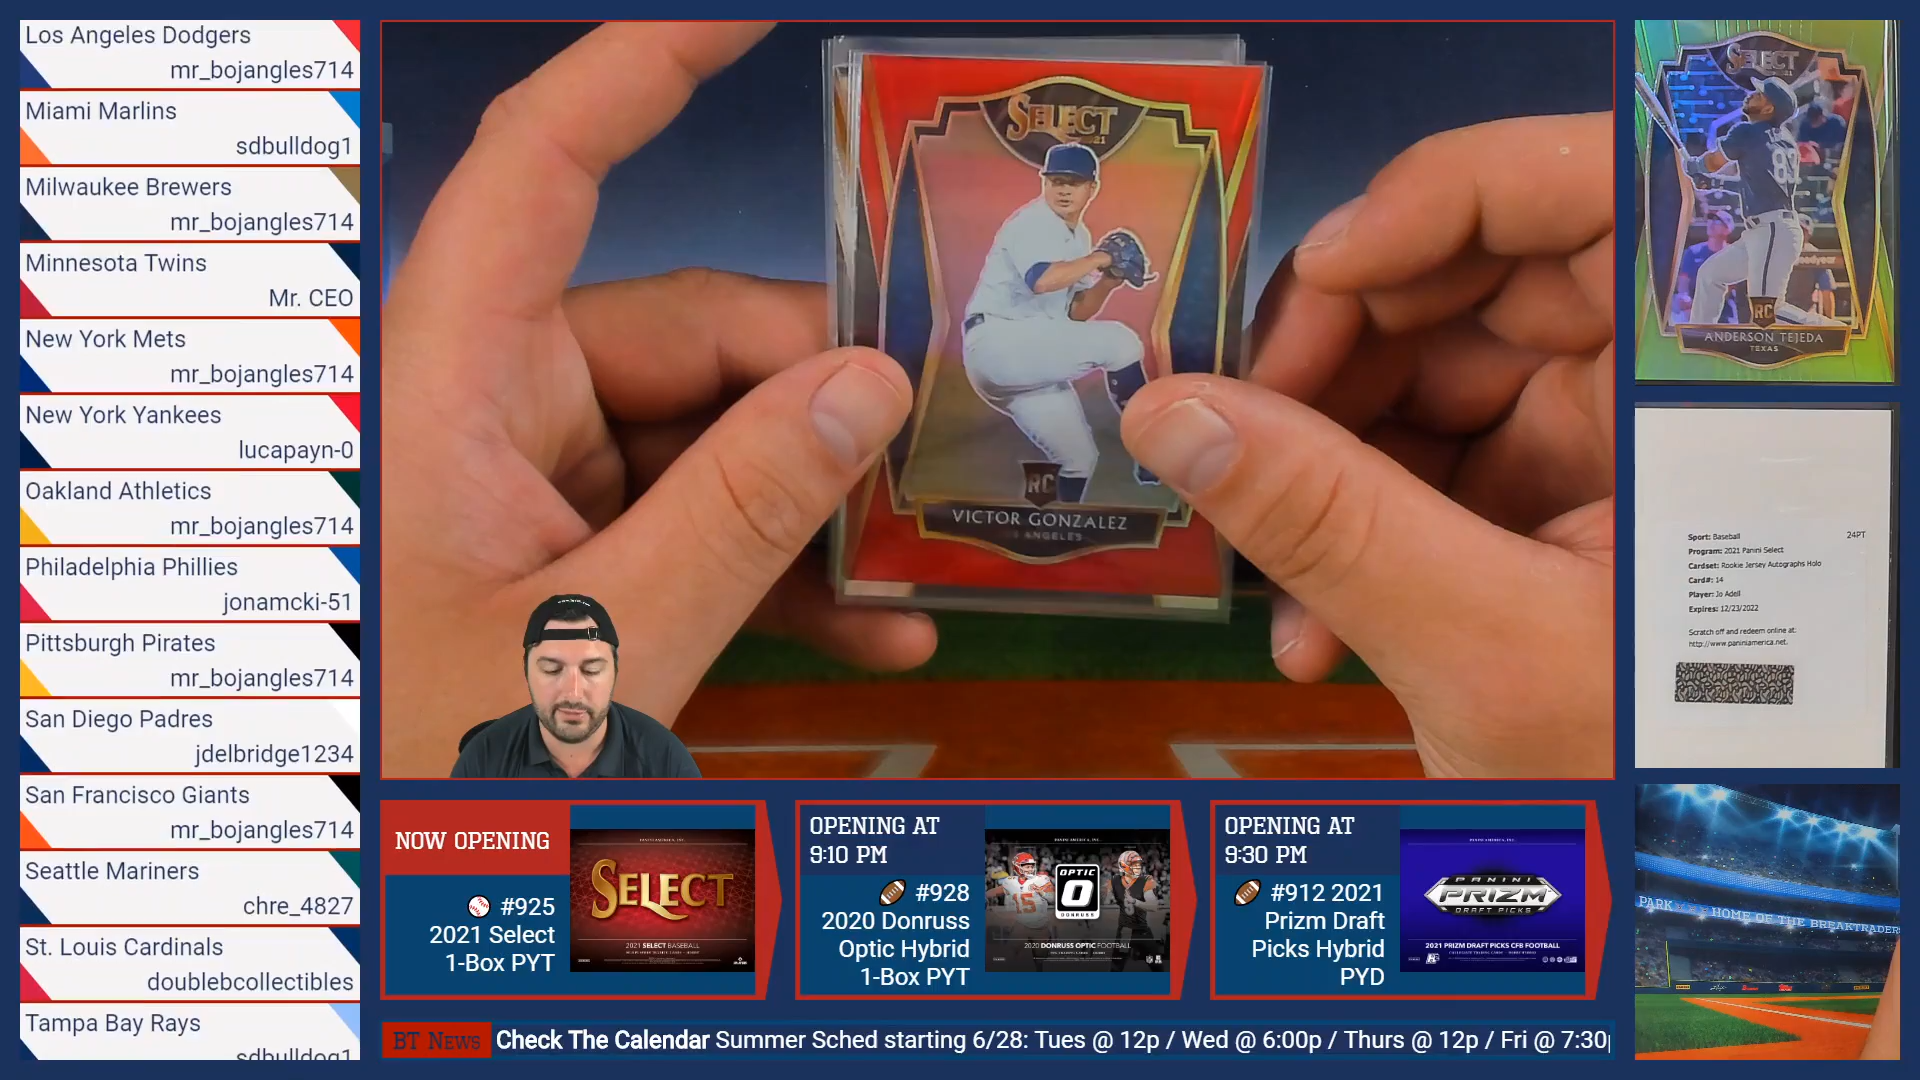 Los Angeles Dodgers
mr_bojangles714
Miami Marlins
sdbulldog1
Milwaukee Brewers
mr_bojangles714
Minnesota Twins
Mr. CEO
New York Mets
mr_bojangles714
New York Yankees
lucapayn-0
Oakland Athletics
mr_bojangles714
Philadelphia Phillies
jonamcki-51
Pittsburgh Pirates
mr_bojangles714
San Diego Padres
jdelbridge1234
San Francisco Giants
mr_bojangles714
Seattle Mariners
chre_4827
St. Louis Cardinals
doublebcollectibles
Tampa Bay Rays
sdbulldog1
SELECT
RC
VICTOR GONZALEZ
ANGELES
SELECT
83
RC
ANDERSON TEJEDA
TEXAS
Sport: Baseball 24PT
Program: 2021 Panini Select
Cardset: Rookie Jersey Autographs Holo
Card#: 14
Player: Jo Adell
Expires: 12/23/2022
Scratch off and redeem online at:
http://www.paniniamerica.net.
PARK HOME OF THE BREAKTRADERS
NOW OPENING
#925
2021 Select
1-Box PYT
SELECT
2021 SELECT BASEBALL
OPENING AT
9:10 PM
#928
2020 Donruss
Optic Hybrid
1-Box PYT
15
OPTIC
DONRUSS
2020 DONRUSS OPTIC FOOTBALL
OPENING AT
9:30 PM
#912 2021
Prizm Draft
Picks Hybrid
PYD
PANINI
PRIZM
DRAFT PICKS
2021 PRIZM DRAFT PICKS CFB FOOTBALL
BT News Check The Calendar Summer Sched starting 6/28: Tues @ 12p / Wed @ 6:00p / Thurs @ 12p / Fri @ 7:30p